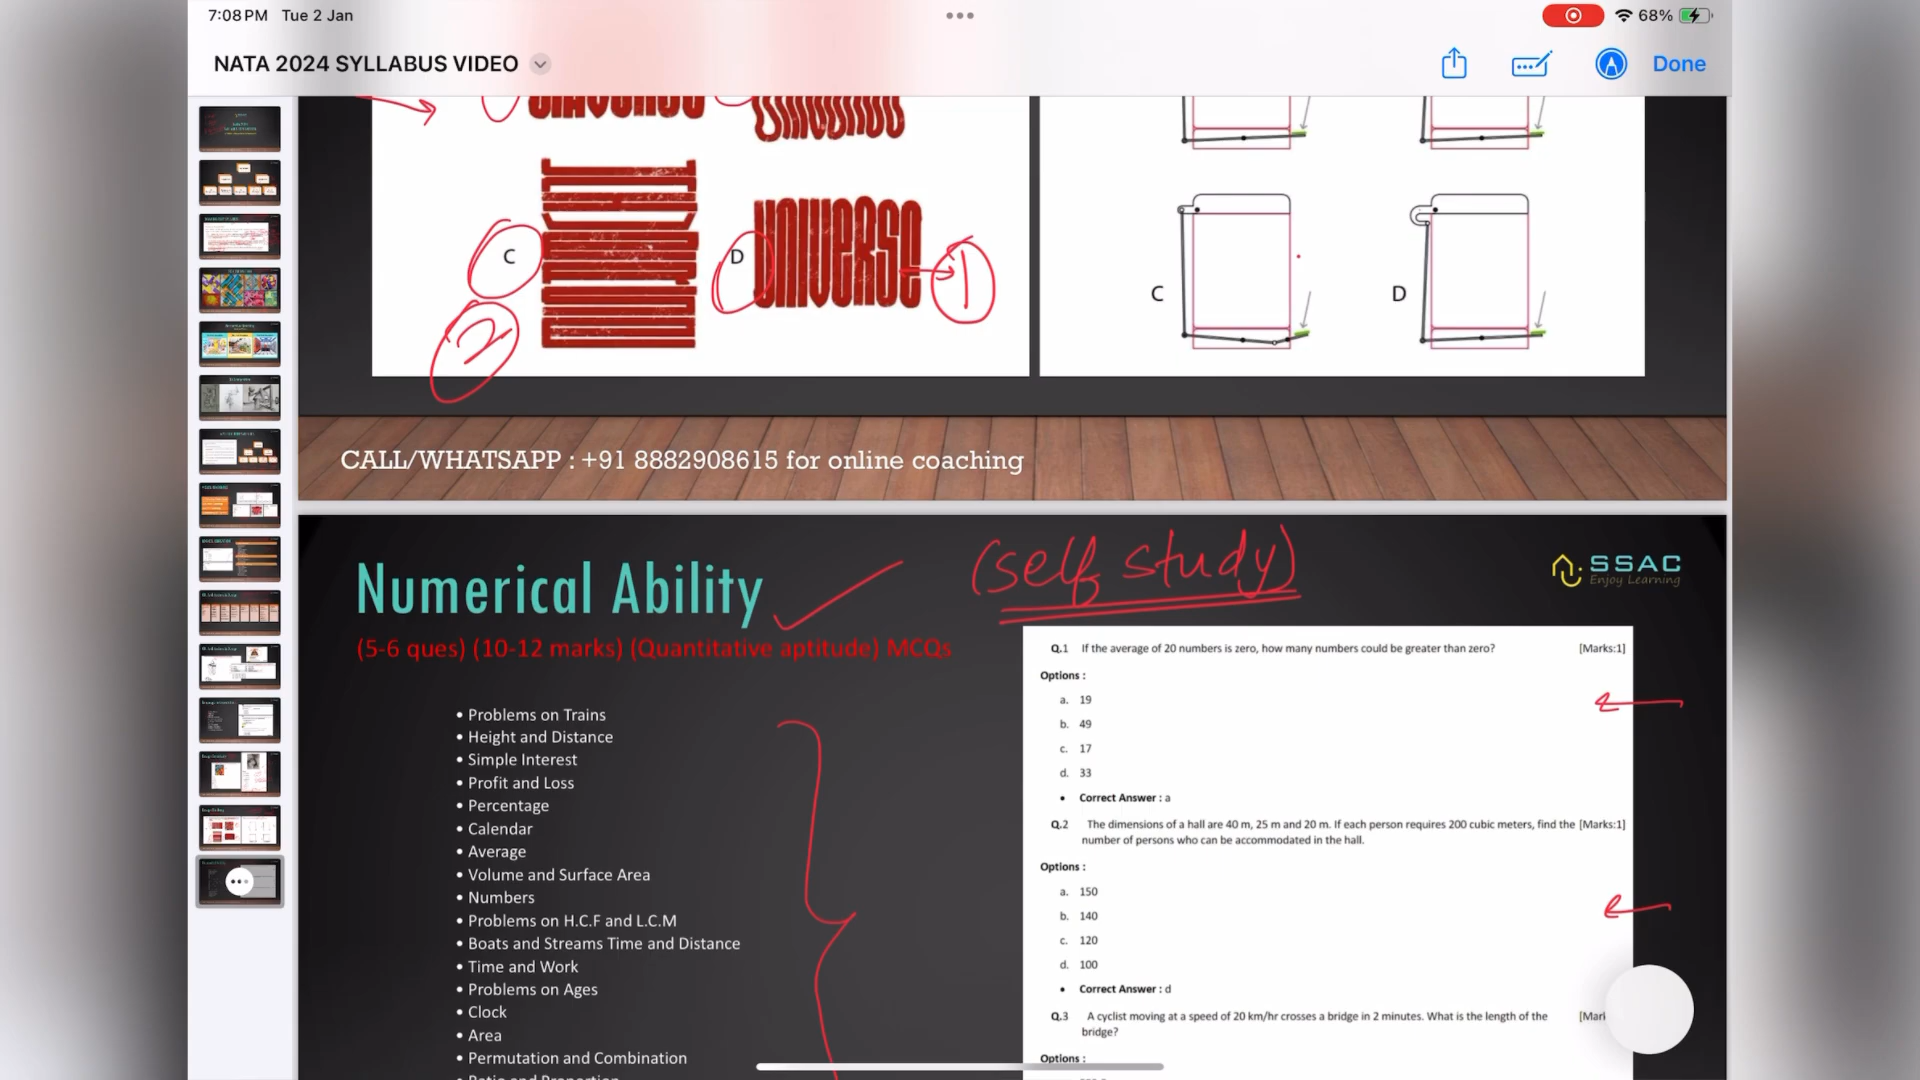 7:08 PM Tue 2 Jan
68%
NATA 2024 SYLLABUS VIDEO
Done
C
D
UNIVERSE
1
2
C
D
CALL/WHATSAPP : +91 8882908615 for online coaching
Numerical Ability
(self study)
SSAC
Enjoy Learning
(5-6 ques) (10-12 marks) (Quantitative aptitude) MCQs
• Problems on Trains
• Height and Distance
• Simple Interest
• Profit and Loss
• Percentage
• Calendar
• Average
• Volume and Surface Area
• Numbers
• Problems on H.C.F and L.C.M
• Boats and Streams Time and Distance
• Time and Work
• Problems on Ages
• Clock
• Area
• Permutation and Combination
Q.1 If the average of 20 numbers is zero, how many numbers could be greater than zero? [Marks:1]
Options :
a. 19
b. 49
c. 17
d. 33
• Correct Answer : a
Q.2 The dimensions of a hall are 40 m, 25 m and 20 m. If each person requires 200 cubic meters, find the [Marks:1]
number of persons who can be accommodated in the hall.
Options :
a. 150
b. 140
c. 120
d. 100
• Correct Answer : d
Q.3 A cyclist moving at a speed of 20 km/hr crosses a bridge in 2 minutes. What is the length of the [Mar
bridge?
Options :